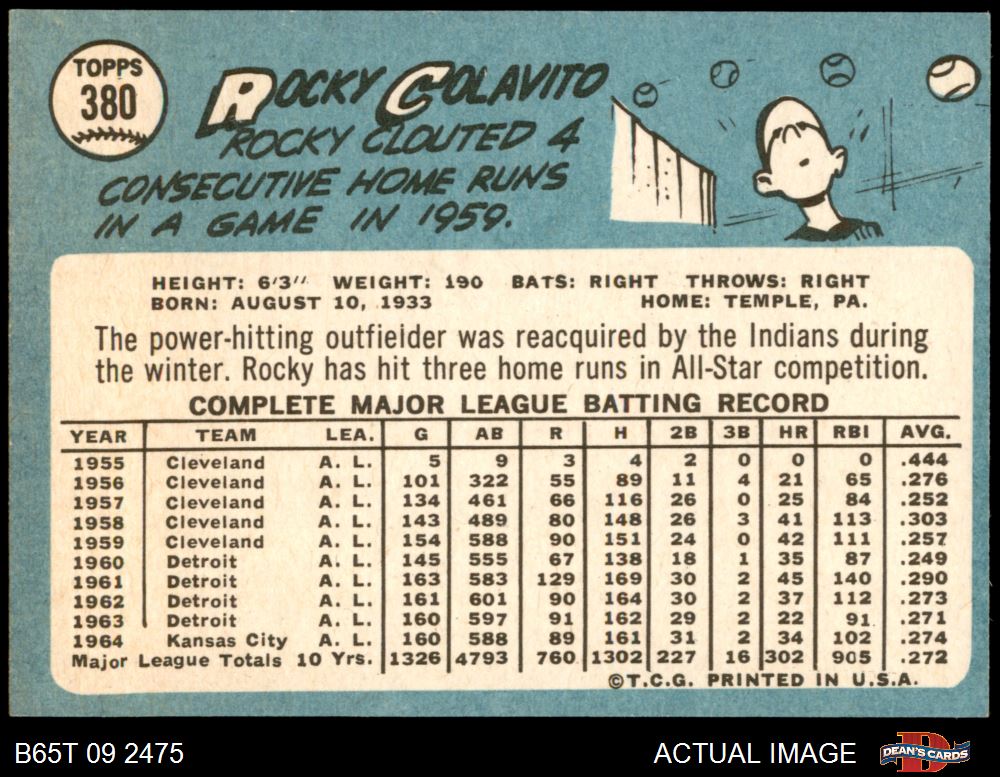 TOPPS
380
ROCKY COLAVITO
ROCKY CLOUTED 4
CONSECUTIVE HOME RUNS
IN A GAME IN 1959.
HEIGHT: 6'3" WEIGHT: 190 BATS: RIGHT THROWS: RIGHT
BORN: AUGUST 10, 1933 HOME: TEMPLE, PA.
The power-hitting outfielder was reacquired by the Indians during
the winter. Rocky has hit three home runs in All-Star competition.
COMPLETE MAJOR LEAGUE BATTING RECORD
YEAR TEAM LEA. G AB R H 2B 3B HR RBI AVG.
1955 Cleveland A. L. 5 9 3 4 2 0 0 0 .444
1956 Cleveland A. L. 101 322 55 89 11 4 21 65 .276
1957 Cleveland A. L. 134 461 66 116 26 0 25 84 .252
1958 Cleveland A. L. 143 489 80 148 26 3 41 113 .303
1959 Cleveland A. L. 154 588 90 151 24 0 42 111 .257
1960 Detroit A. L. 145 555 67 138 18 1 35 87 .249
1961 Detroit A. L. 163 583 129 169 30 2 45 140 .290
1962 Detroit A. L. 161 601 90 164 30 2 37 112 .273
1963 Detroit A. L. 160 597 91 162 29 2 22 91 .271
1964 Kansas City A. L. 160 588 89 161 31 2 34 102 .274
Major League Totals 10 Yrs. 1326 4793 760 1302 227 16 302 905 .272
©T.C.G. PRINTED IN U.S.A.
B65T 09 2475
ACTUAL IMAGE
DEAN'S CARDS